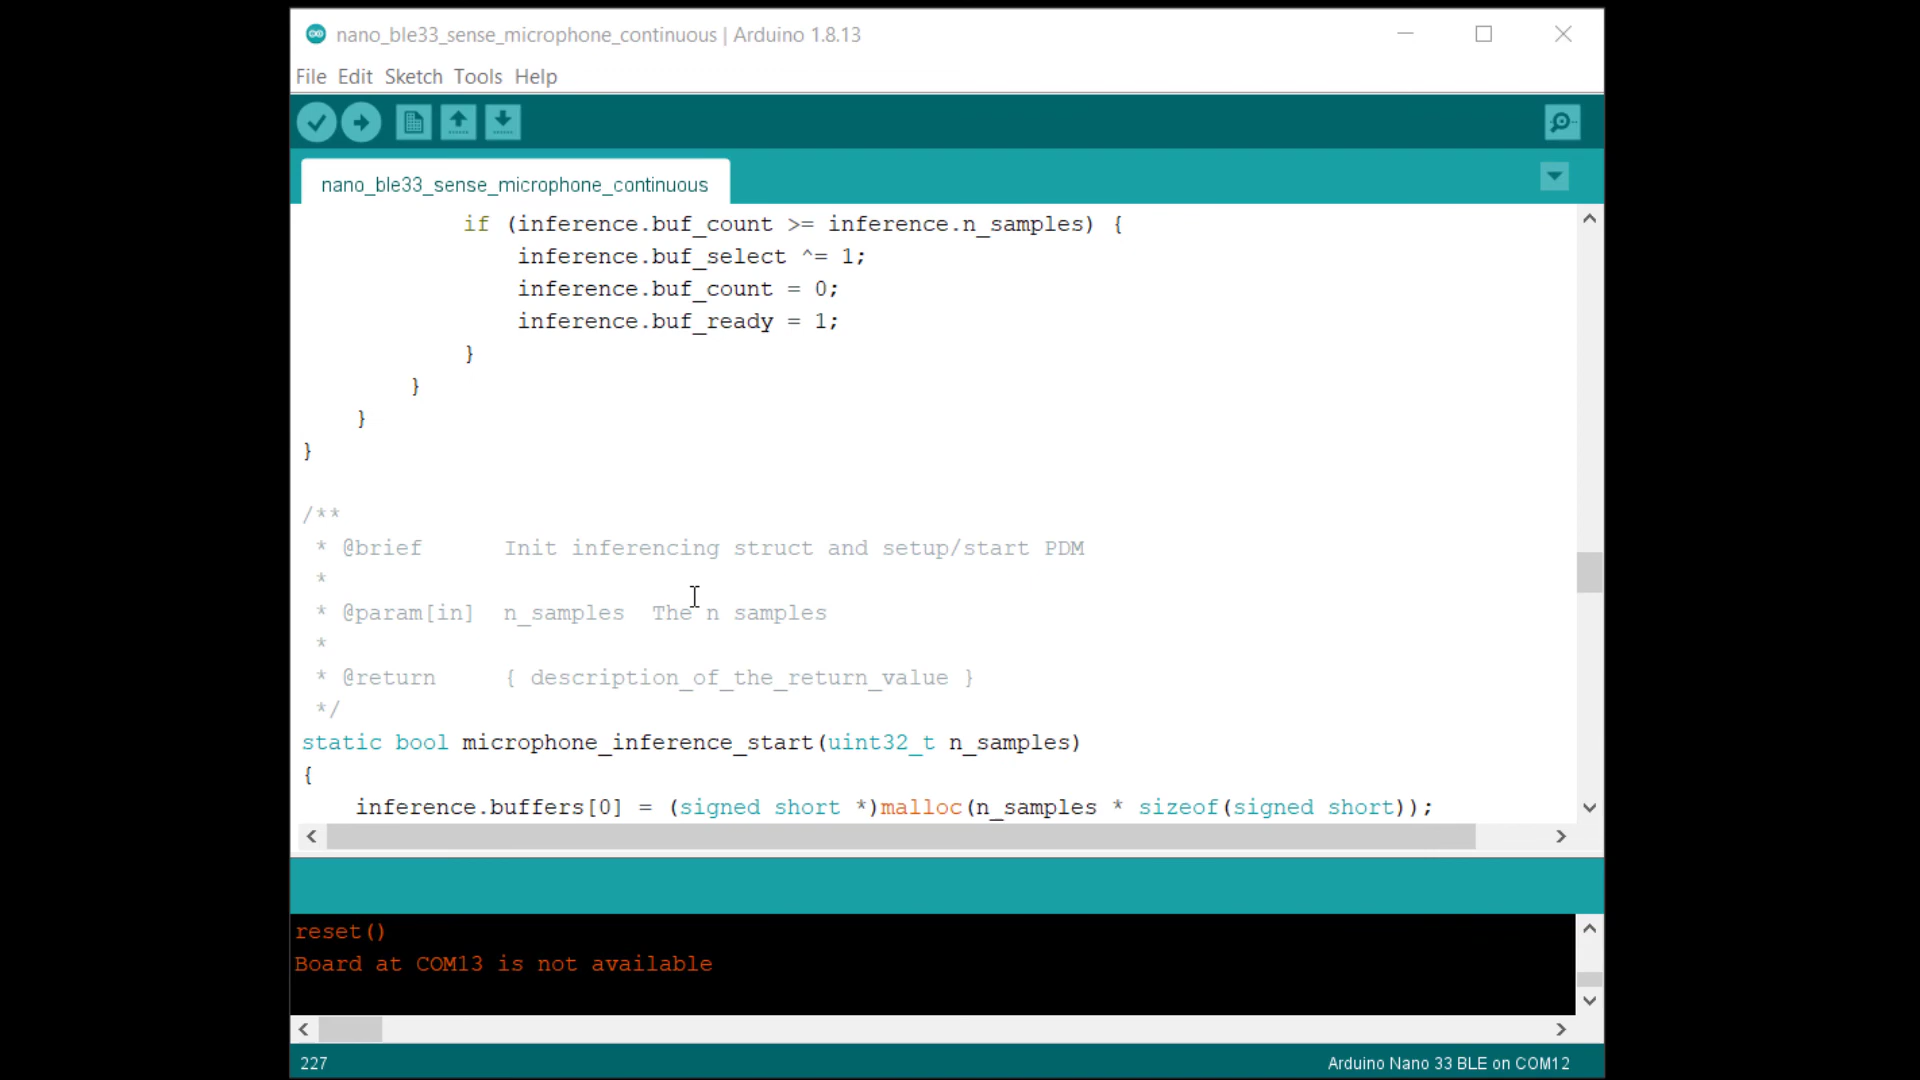 nano_ble33_sense_microphone_continuous | Arduino 1.8.13
File Edit Sketch Tools Help
nano_ble33_sense_microphone_continuous
if (inference.buf_count >= inference.n_samples) {
inference.buf_select ^= 1;
inference.buf_count = 0;
inference.buf_ready = 1;
}
}
}
}
/**
* @brief Init inferencing struct and setup/start PDM
*
* @param[in] n_samples The n samples
*
* @return { description_of_the_return_value }
*/
static bool microphone_inference_start(uint32_t n_samples)
{
inference.buffers[0] = (signed short *)malloc(n_samples * sizeof(signed short));
reset()
Board at COM13 is not available
227
Arduino Nano 33 BLE on COM12